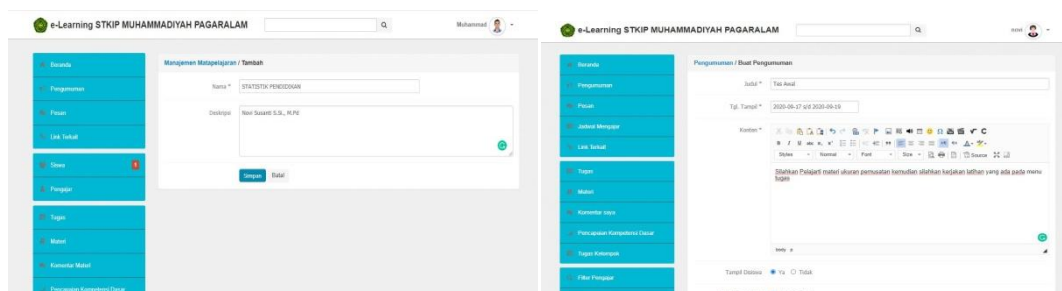 e-Learning STKIP MUHAMMADIYAH PAGARALAM
Muhammad
Beranda
Pengumuman
Pesan
Link Terkait
Siswa
Pengajar
Tugas
Materi
Komentar Materi
Pencapaian Kompetensi Dasar
Manajemen Matapelajaran / Tambah
Nama *
STATISTIK PENDIDIKAN
Deskripsi
Novi Susanti S.Si., M.Pd
Simpan Batal
e-Learning STKIP MUHAMMADIYAH PAGARALAM
novi
Beranda
Pengumuman
Pesan
Jadwal Mengajar
Link Terkait
Tugas
Materi
Komentar saya
Pencapaian Kompetensi Dasar
Tugas Kelompok
Filter Pengajar
Pengumuman / Buat Pengumuman
Judul *
Tes Awal
Tgl. Tampil *
2020-09-17 s/d 2020-09-19
Konten *
Styles Normal Font Size Source
Silahkan Pelajari materi ukuran pemusatan kemudian silahkan kerjakan latihan yang ada pada menu
tugas
body p
Tampil Disiswa Ya Tidak